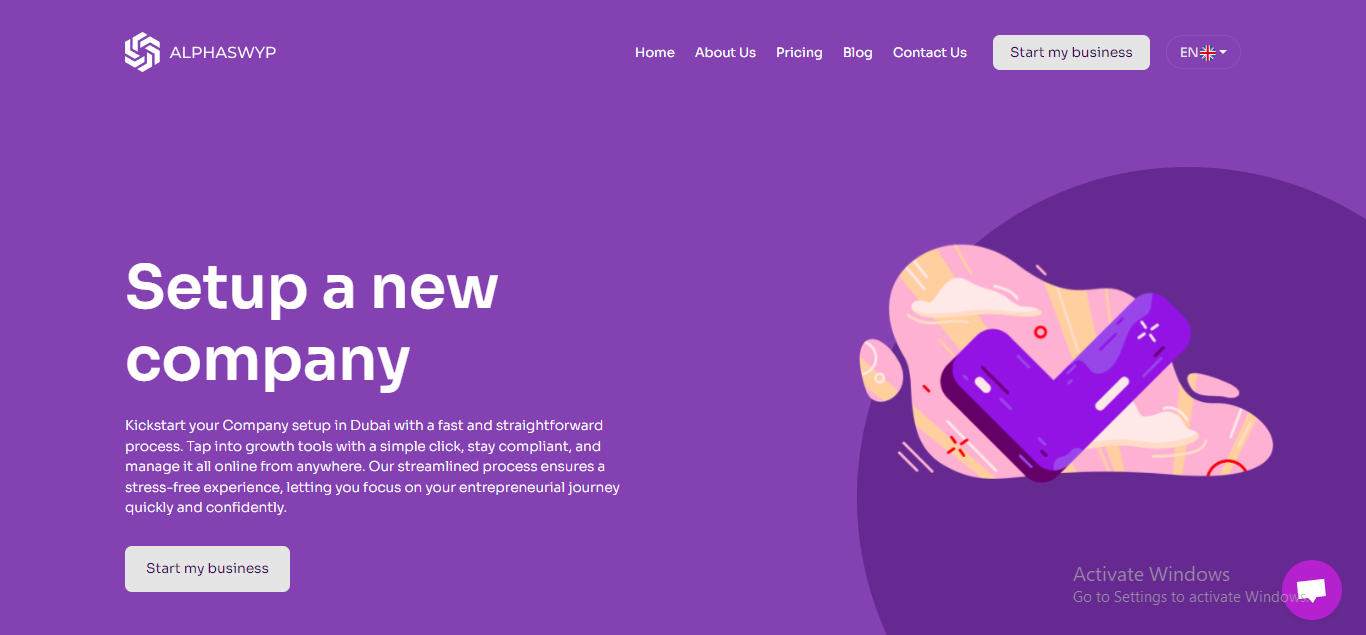 ALPHASWYP
Home
About Us
Pricing
Blog
Contact Us
Start my business
EN
Setup a new
company
Kickstart your Company setup in Dubai with a fast and straightforward
process. Tap into growth tools with a simple click, stay compliant, and
manage it all online from anywhere. Our streamlined process ensures a
stress-free experience, letting you focus on your entrepreneurial journey
quickly and confidently.
Start my business
Activate Windows
Go to Settings to activate Windows.